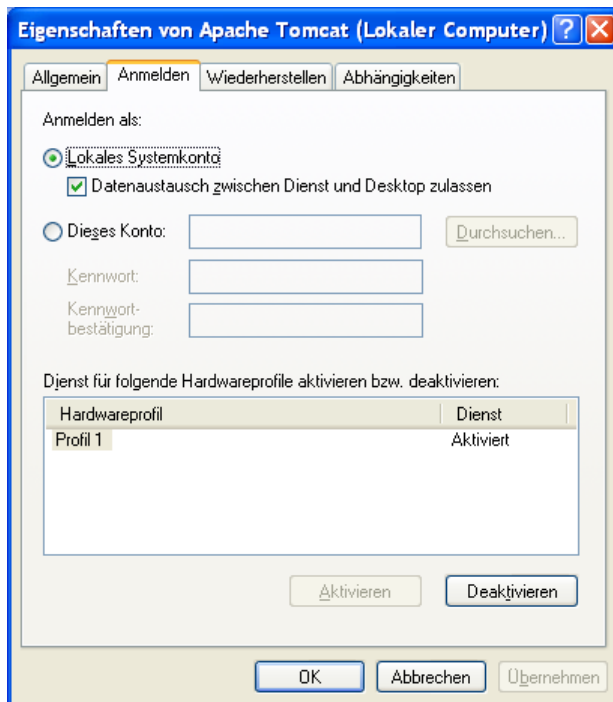 Eigenschaften von Apache Tomcat (Lokaler Computer)
Allgemein Anmelden Wiederherstellen Abhängigkeiten
Anmelden als:
Lokales Systemkonto
Datenaustausch zwischen Dienst und Desktop zulassen
Dieses Konto: Durchsuchen...
Kennwort:
Kennwort-
bestätigung:
Dienst für folgende Hardwareprofile aktivieren bzw. deaktivieren:
Hardwareprofil Dienst
Profil 1 Aktiviert
Aktivieren Deaktivieren
OK Abbrechen Übernehmen